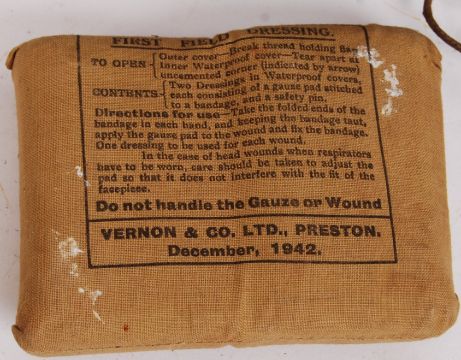 FIRST FIELD DRESSING.
TO OPEN - Outer cover—Break thread holding flap
Inner Waterproof cover—Tear apart at
uncemented corner (indicated by arrow)
CONTENTS- Two Dressings in Waterproof covers,
each consisting of a gauze pad stitched
to a bandage, and a safety pin.
Directions for use—Take the folded ends of the
bandage in each hand, and keeping the bandage taut,
apply the gauze pad to the wound and fix the bandage.
One dressing to be used for each wound.
In the case of head wounds when respirators
have to be worn, care should be taken to adjust the
pad so that it does not interfere with the fit of the
facepiece.
Do not handle the Gauze or Wound
VERNON & CO. LTD., PRESTON.
December, 1942.